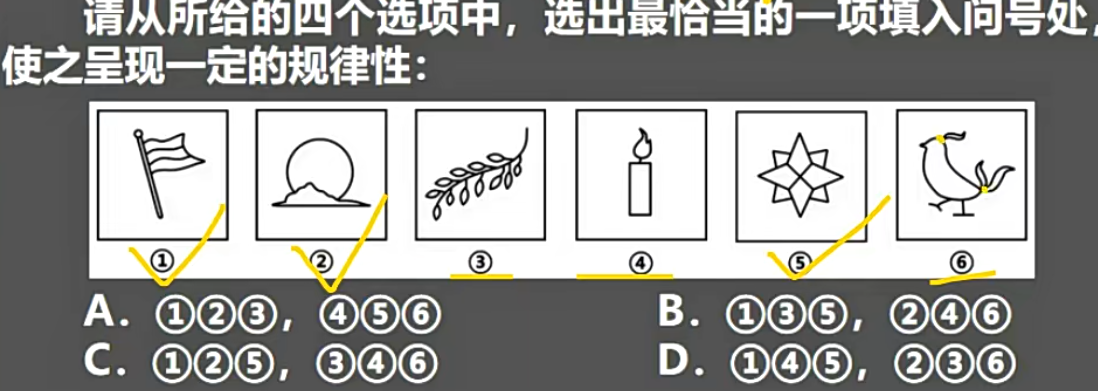 请从所给的四个选项中，选出最恰当的一项填入问号处，
使之呈现一定的规律性：
① ② ③ ④ ⑤ ⑥
A. ①②③，④⑤⑥ B. ①③⑤，②④⑥
C. ①②⑤，③④⑥ D. ①④⑤，②③⑥